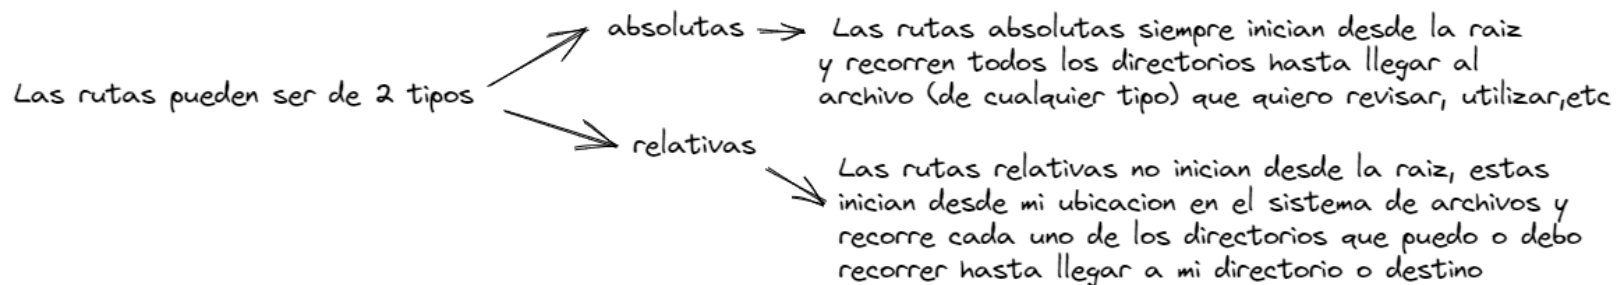 Las rutas pueden ser de 2 tipos
absolutas
Las rutas absolutas siempre inician desde la raiz
y recorren todos los directorios hasta llegar al
archivo (de cualquier tipo) que quiero revisar, utilizar,etc
relativas
Las rutas relativas no inician desde la raiz, estas
inician desde mi ubicacion en el sistema de archivos y
recorre cada uno de los directorios que puedo o debo
recorrer hasta llegar a mi directorio o destino